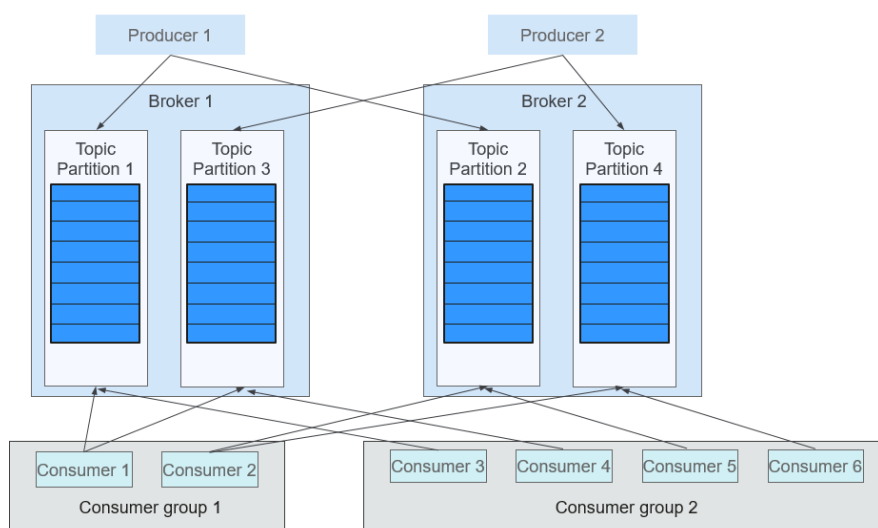 Producer 1
Producer 2
Broker 1
Broker 2
Topic
Partition 1
Topic
Partition 3
Topic
Partition 2
Topic
Partition 4
Consumer 1
Consumer 2
Consumer 3
Consumer 4
Consumer 5
Consumer 6
Consumer group 1
Consumer group 2